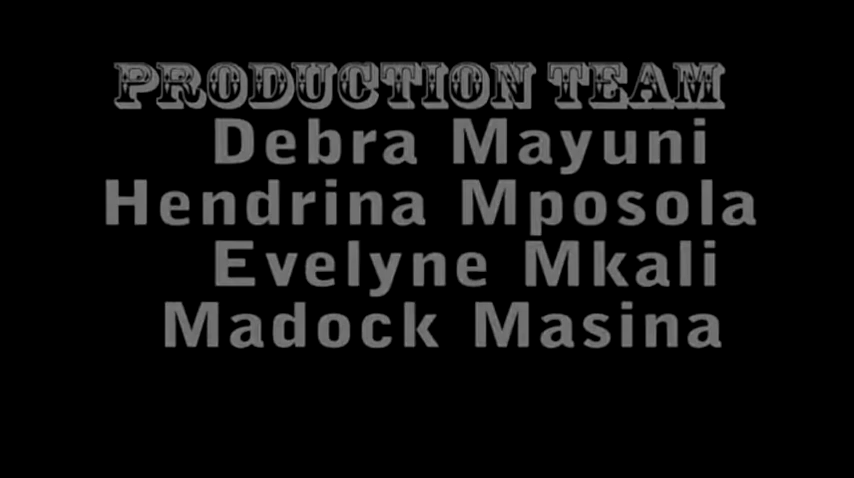 PRODUCTION TEAM
Debra Mayuni
Hendrina Mposola
Evelyne Mkali
Madock Masina